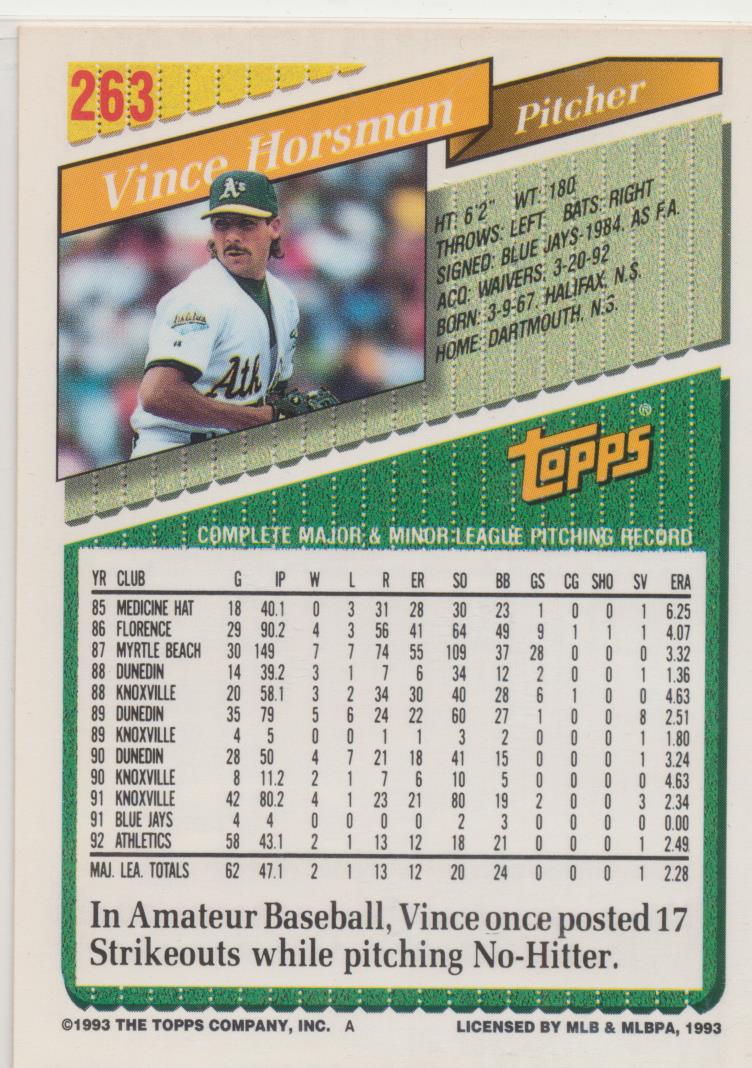 263
Vince Horsman
Pitcher
HT: 6'2" WT: 180
THROWS: LEFT BATS: RIGHT
SIGNED: BLUE JAYS-1984, AS F.A.
ACQ: WAIVERS: 3-20-92
BORN: 3-9-67, HALIFAX, N.S.
HOME: DARTMOUTH, N.S.
A's
Athletics
Ath
TOPPS®
COMPLETE MAJOR & MINOR LEAGUE PITCHING RECORD
YR CLUB G IP W L R ER SO BB GS CG SHO SV ERA
85 MEDICINE HAT 18 40.1 0 3 31 28 30 23 1 0 0 1 6.25
86 FLORENCE 29 90.2 4 3 56 41 64 49 9 1 1 1 4.07
87 MYRTLE BEACH 30 149 7 7 74 55 109 37 28 0 0 0 3.32
88 DUNEDIN 14 39.2 3 1 7 6 34 12 2 0 0 1 1.36
88 KNOXVILLE 20 58.1 3 2 34 30 40 28 6 1 0 0 4.63
89 DUNEDIN 35 79 5 6 24 22 60 27 1 0 0 8 2.51
89 KNOXVILLE 4 5 0 0 1 1 3 2 0 0 0 1 1.80
90 DUNEDIN 28 50 4 7 21 18 41 15 0 0 0 1 3.24
90 KNOXVILLE 8 11.2 2 1 7 6 10 5 0 0 0 0 4.63
91 KNOXVILLE 42 80.2 4 1 23 21 80 19 2 0 0 3 2.34
91 BLUE JAYS 4 4 0 0 0 0 2 3 0 0 0 0 0.00
92 ATHLETICS 58 43.1 2 1 13 12 18 21 0 0 0 1 2.49
MAJ. LEA. TOTALS 62 47.1 2 1 13 12 20 24 0 0 0 1 2.28
In Amateur Baseball, Vince once posted 17
Strikeouts while pitching No-Hitter.
©1993 THE TOPPS COMPANY, INC. A
LICENSED BY MLB & MLBPA, 1993